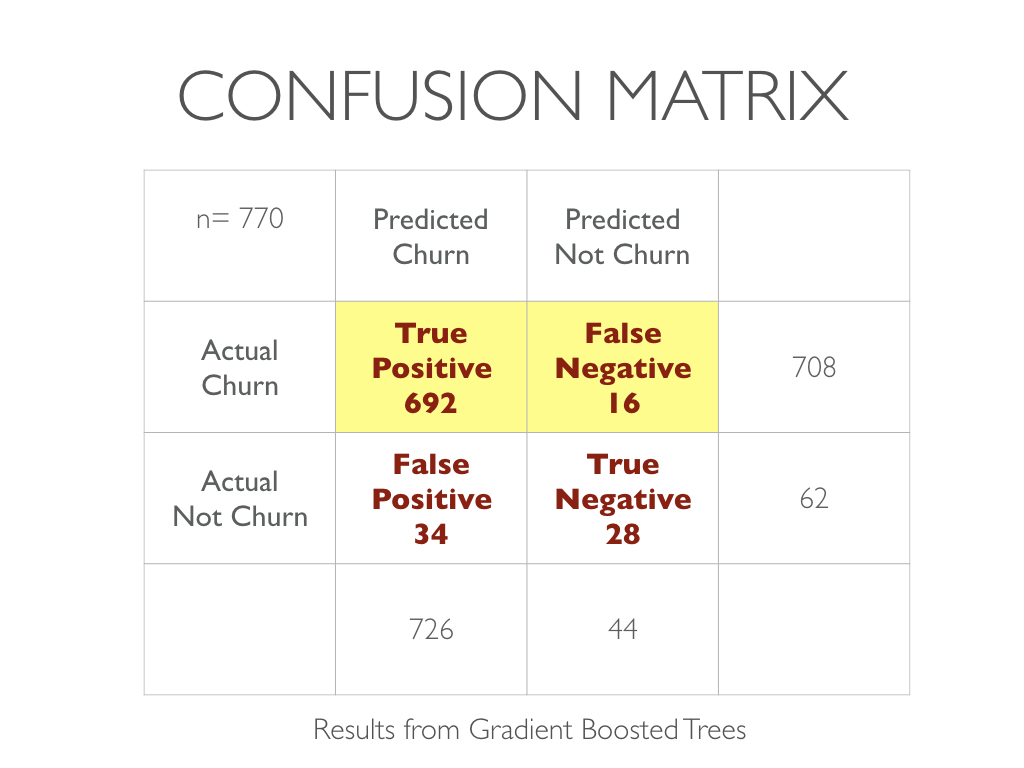 CONFUSION MATRIX
n= 770
Predicted
Churn
Predicted
Not Churn
Actual
Churn
True
Positive
692
False
Negative
16
708
Actual
Not Churn
False
Positive
34
True
Negative
28
62
726
44
Results from Gradient Boosted Trees